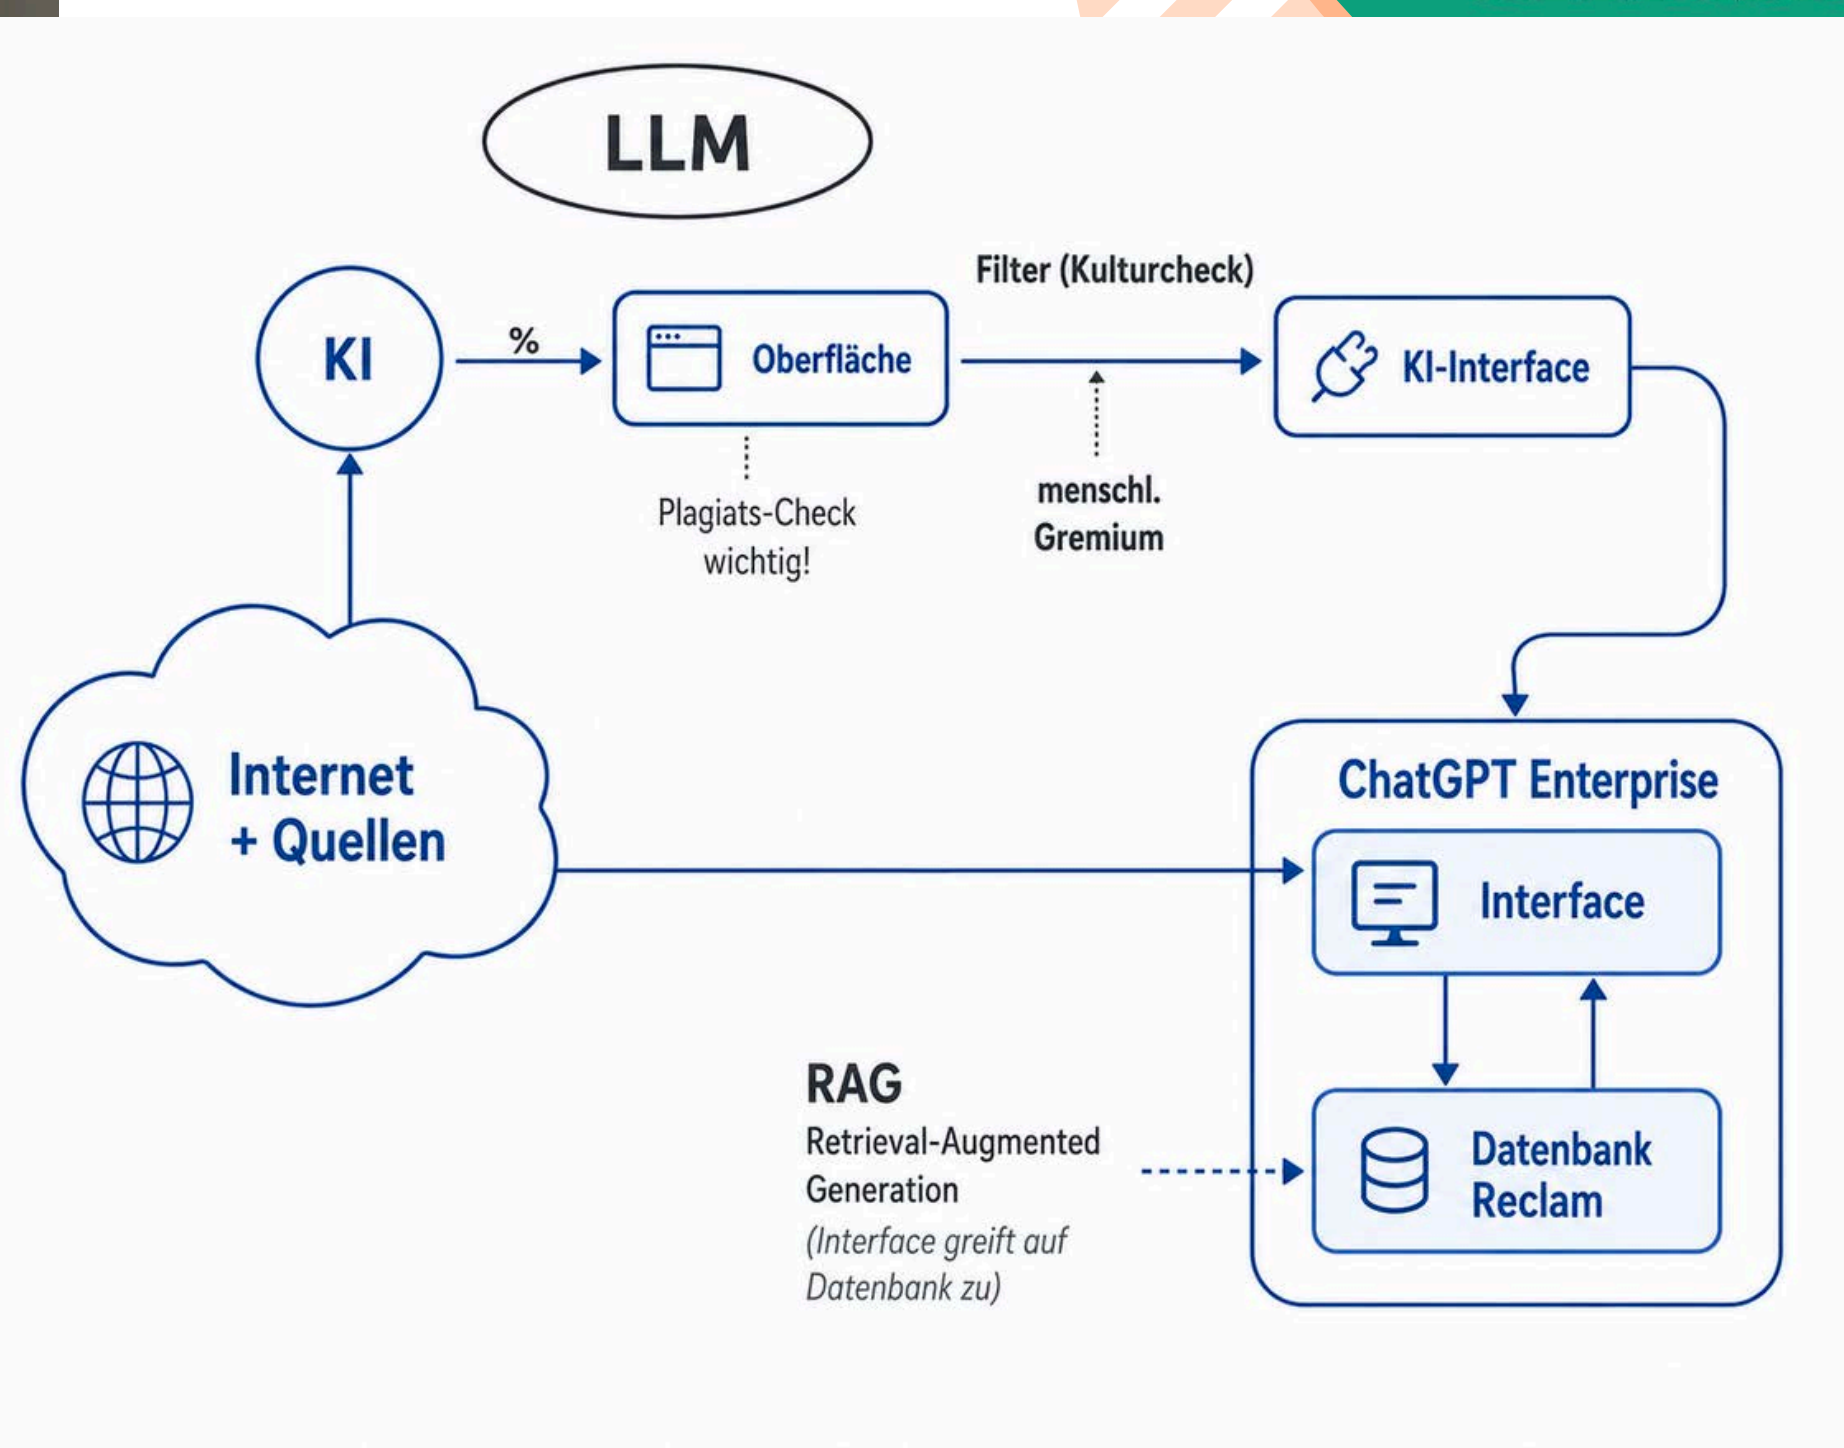 LLM
Filter (Kulturcheck)
KI
%
Oberfläche
KI-Interface
Plagiats-Check
wichtig!
menschl.
Gremium
Internet
+ Quellen
ChatGPT Enterprise
Interface
RAG
Retrieval-Augmented
Generation
(Interface greift auf
Datenbank zu)
Datenbank
Reclam